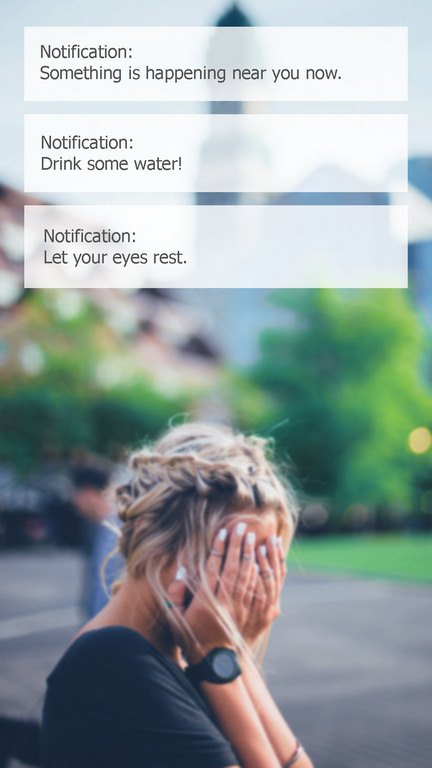 Notification:
Something is happening near you now.
Notification:
Drink some water!
Notification:
Let your eyes rest.